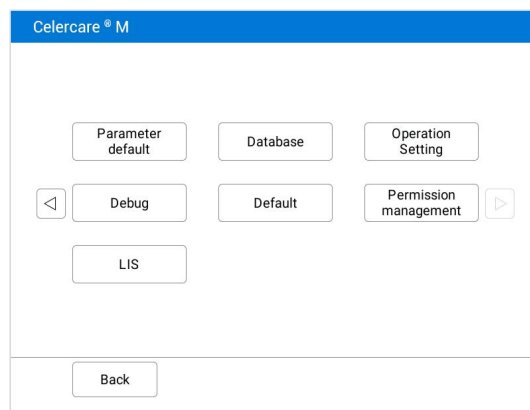 Celercare ® M
Parameter
default
Database
Operation
Setting
Debug
Default
Permission
management
LIS
Back